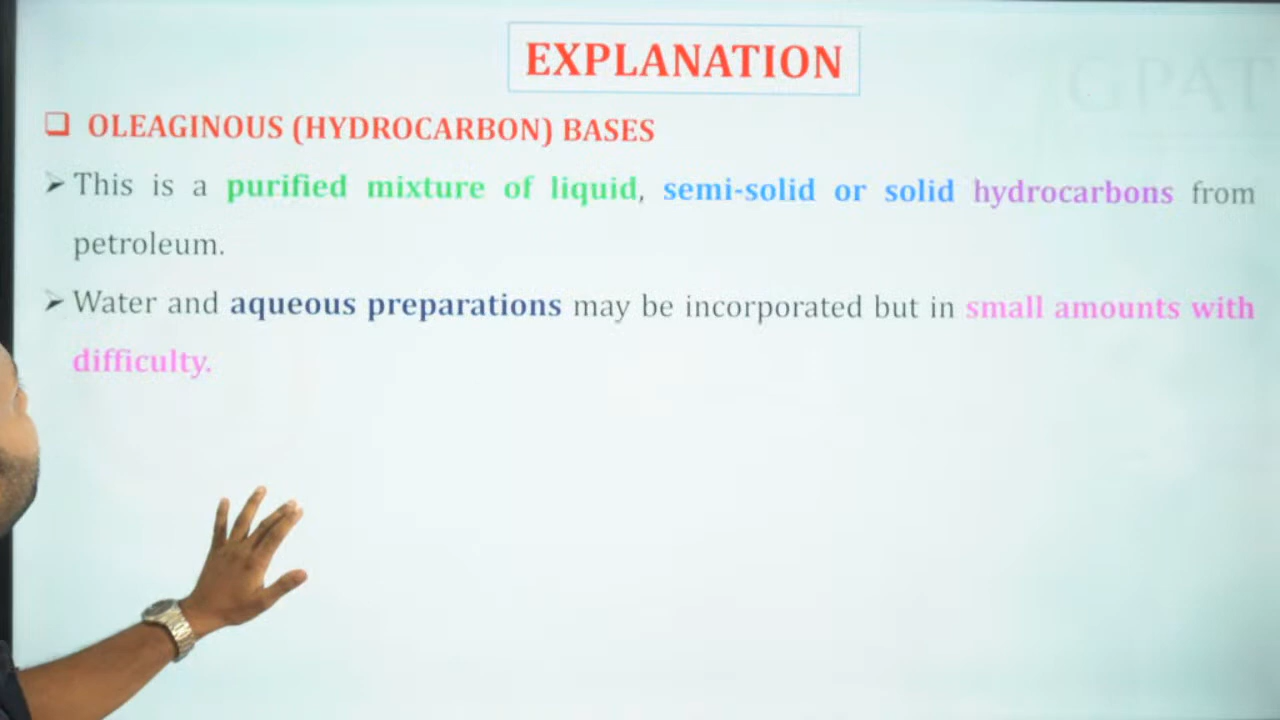 GPAT
EXPLANATION
❑ OLEAGINOUS (HYDROCARBON) BASES
➤ This is a purified mixture of liquid, semi-solid or solid hydrocarbons from
petroleum.
➤ Water and aqueous preparations may be incorporated but in small amounts with
difficulty.